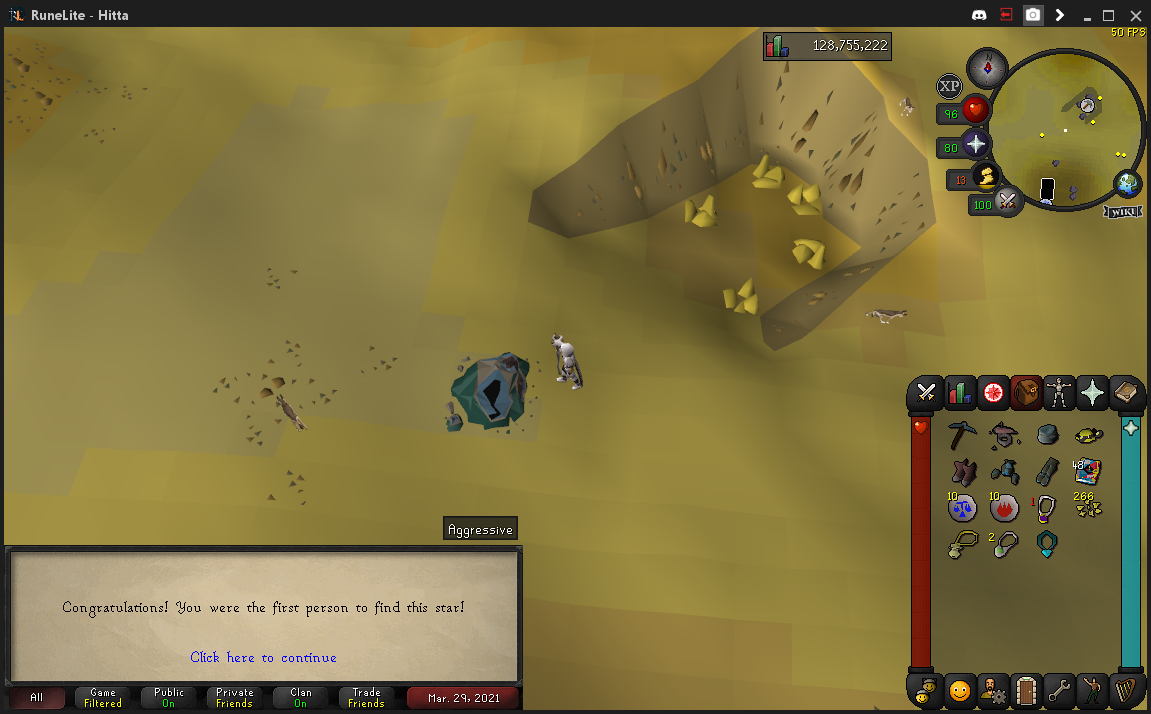 RuneLite - Hitta
50 FPS
128,755,222
XP
96
80
13
100
WIKI
N
48
10
10
1
266
2
Aggressive
Congratulations! You were the first person to find this star!
Click here to continue
All
Game
Filtered
Public
On
Private
Friends
Clan
On
Trade
Friends
Mar. 29, 2021